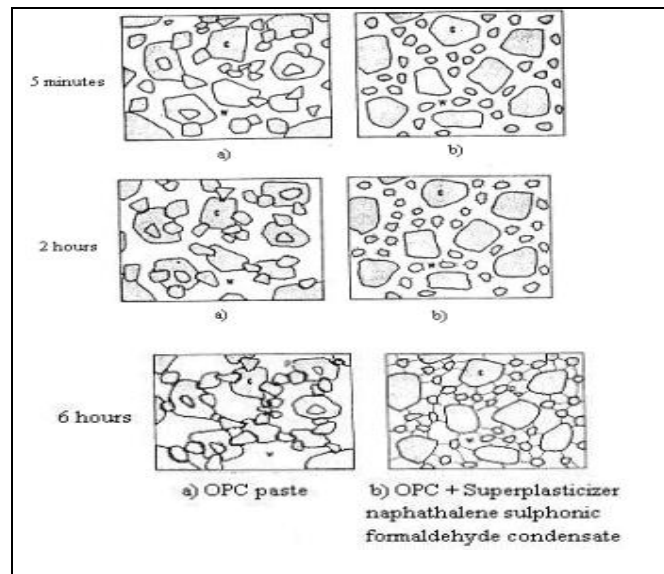 5 minutes
c
w
c
w
a)
b)
2 hours
c
w
c
w
a)
b)
6 hours
c
c
w
a) OPC paste
b) OPC + Superplasticizer
naphathalene sulphonic
formaldehyde condensate